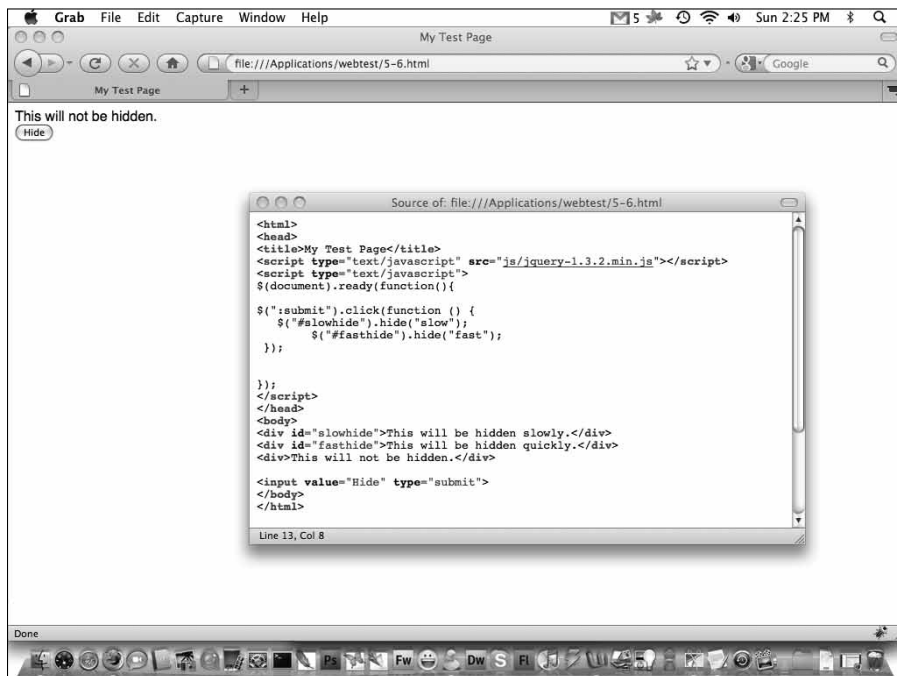 Grab File Edit Capture Window Help 5 Sun 2:25 PM
My Test Page
file:///Applications/webtest/5-6.html Google
My Test Page +
This will not be hidden.
Hide
Source of: file:///Applications/webtest/5-6.html
<html>
<head>
<title>My Test Page</title>
<script type="text/javascript" src="js/jquery-1.3.2.min.js"></script>
<script type="text/javascript">
$(document).ready(function(){
$(":submit").click(function () {
$("#slowhide").hide("slow");
$("#fasthide").hide("fast");
});
});
</script>
</head>
<body>
<div id="slowhide">This will be hidden slowly.</div>
<div id="fasthide">This will be hidden quickly.</div>
<div>This will not be hidden.</div>
<input value="Hide" type="submit">
</body>
</html>
Line 13, Col 8
Done
Ps Fw Dw S Fl